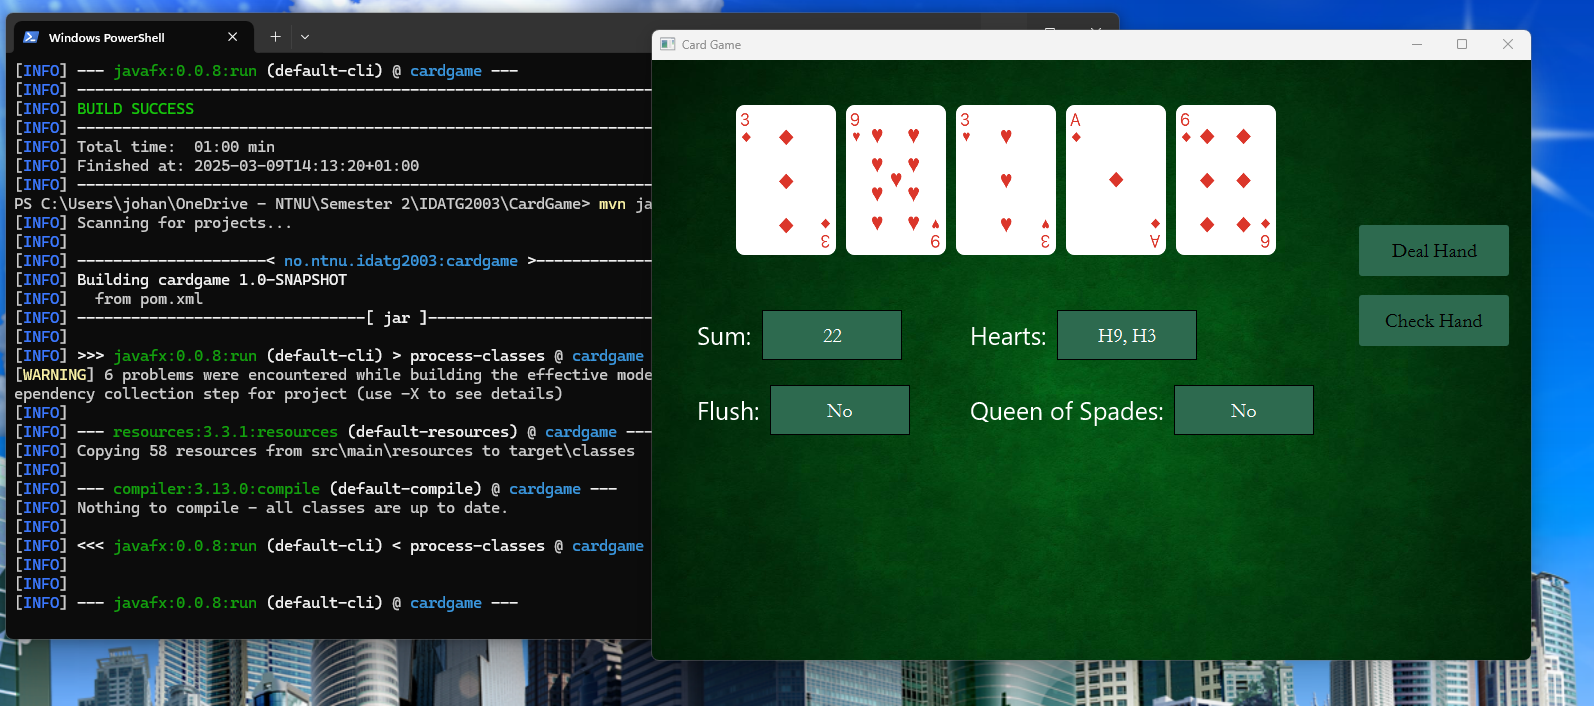 Windows PowerShell
[INFO] --- javafx:0.0.8:run (default-cli) @ cardgame ---
[INFO] ----------------------------------------------------------------
[INFO] BUILD SUCCESS
[INFO] ----------------------------------------------------------------
[INFO] Total time:  01:00 min
[INFO] Finished at: 2025-03-09T14:13:20+01:00
[INFO] ----------------------------------------------------------------
PS C:\Users\johan\OneDrive - NTNU\Semester 2\IDATG2003\CardGame> mvn ja
[INFO] Scanning for projects...
[INFO]
[INFO] ---------------------< no.ntnu.idatg2003:cardgame >-------------
[INFO] Building cardgame 1.0-SNAPSHOT
[INFO]   from pom.xml
[INFO] --------------------------------[ jar ]-------------------------
[INFO]
[INFO] >>> javafx:0.0.8:run (default-cli) > process-classes @ cardgame
[WARNING] 6 problems were encountered while building the effective mode
ependency collection step for project (use -X to see details)
[INFO]
[INFO] --- resources:3.3.1:resources (default-resources) @ cardgame ---
[INFO] Copying 58 resources from src\main\resources to target\classes
[INFO]
[INFO] --- compiler:3.13.0:compile (default-compile) @ cardgame ---
[INFO] Nothing to compile - all classes are up to date.
[INFO]
[INFO] <<< javafx:0.0.8:run (default-cli) < process-classes @ cardgame
[INFO]
[INFO]
[INFO] --- javafx:0.0.8:run (default-cli) @ cardgame ---
Card Game
3 9 3 A 6
3 9 3 A 6
Deal Hand
Check Hand
Sum: 22 Hearts: H9, H3
Flush: No Queen of Spades: No